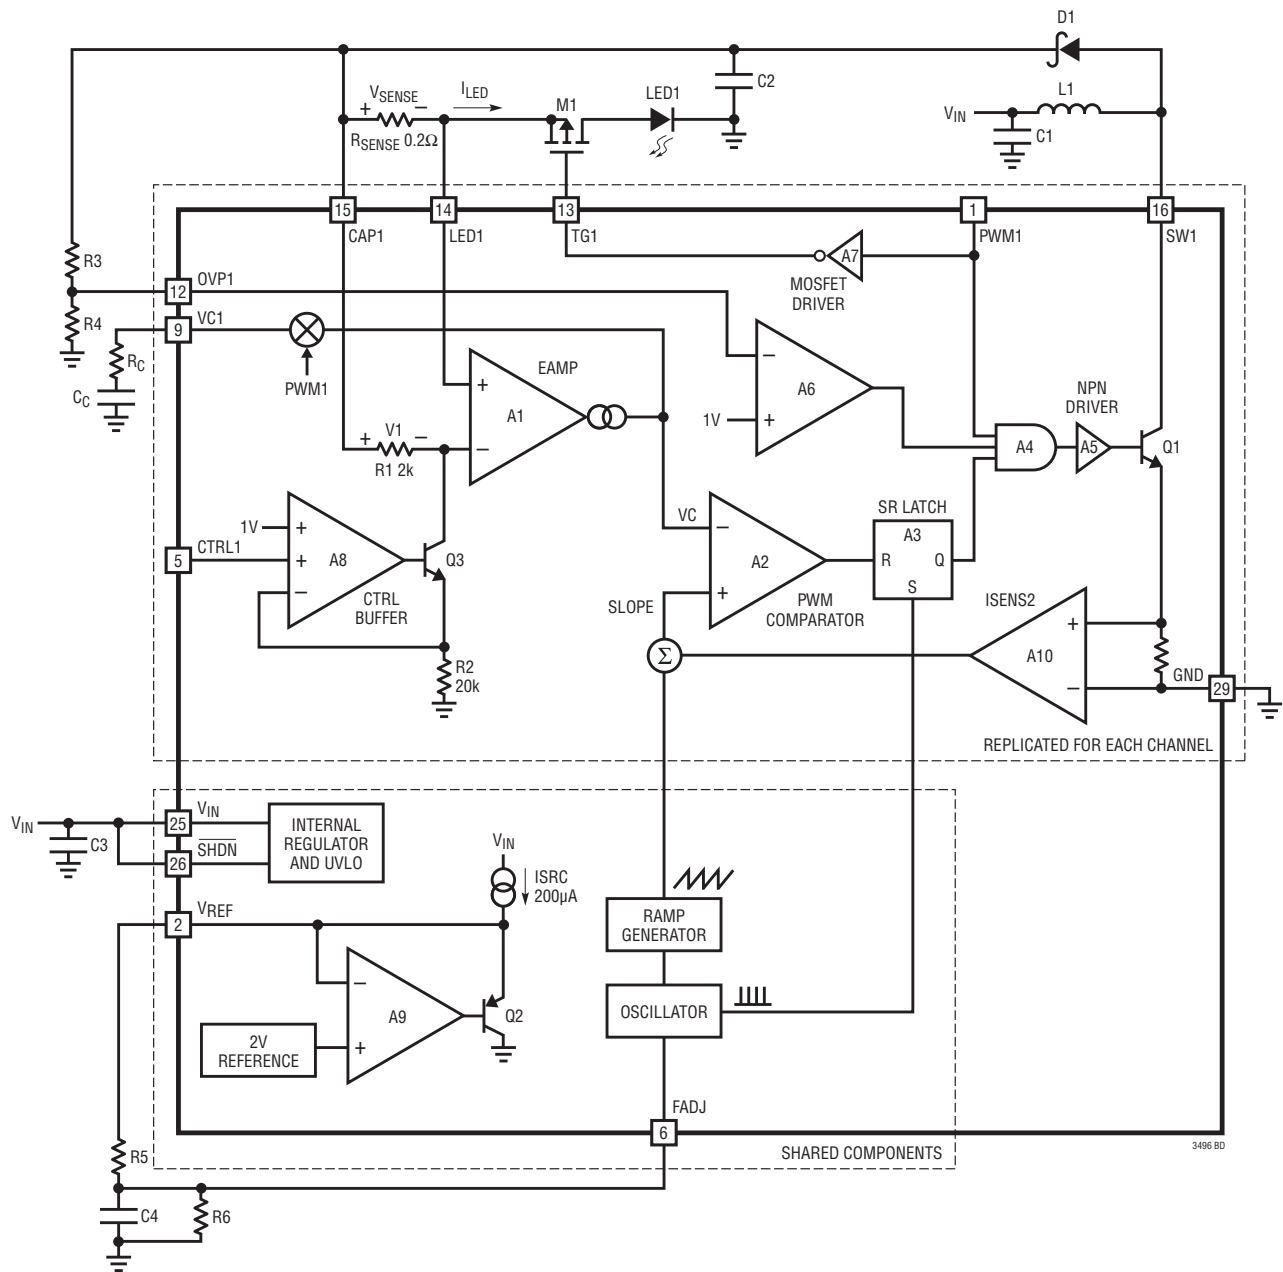 D1
L1
VIN
C1
C2
VSENSE
+ −
RSENSE 0.2Ω
ILED
M1
LED1
15
14
13
1
16
CAP1
LED1
TG1
PWM1
SW1
R3
R4
12
OVP1
9
VC1
RC
CC
PWM1
A7
MOSFET
DRIVER
EAMP
+
A1
−
+ V1 −
R1 2k
−
A6
1V
+
NPN
DRIVER
A4
A5
Q1
1V
+
5
CTRL1
+
A8
−
CTRL
BUFFER
Q3
R2
20k
VC
−
A2
+
SLOPE
PWM
COMPARATOR
SR LATCH
A3
R
Q
S
Σ
ISENS2
+
A10
−
GND
29
REPLICATED FOR EACH CHANNEL
VIN
C3
25
VIN
26
SHDN
INTERNAL
REGULATOR
AND UVLO
VIN
ISRC
200µA
2
VREF
−
A9
+
Q2
2V
REFERENCE
RAMP
GENERATOR
OSCILLATOR
FADJ
6
SHARED COMPONENTS
3496 BD
R5
C4
R6